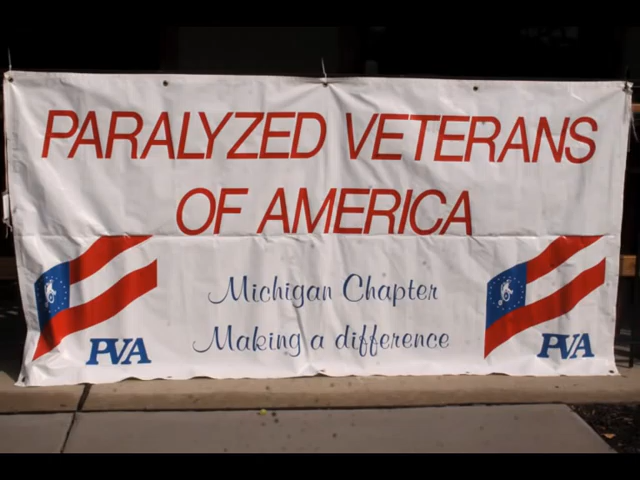 PARALYZED VETERANS
OF AMERICA
Michigan Chapter
Making a difference
PVA
PVA